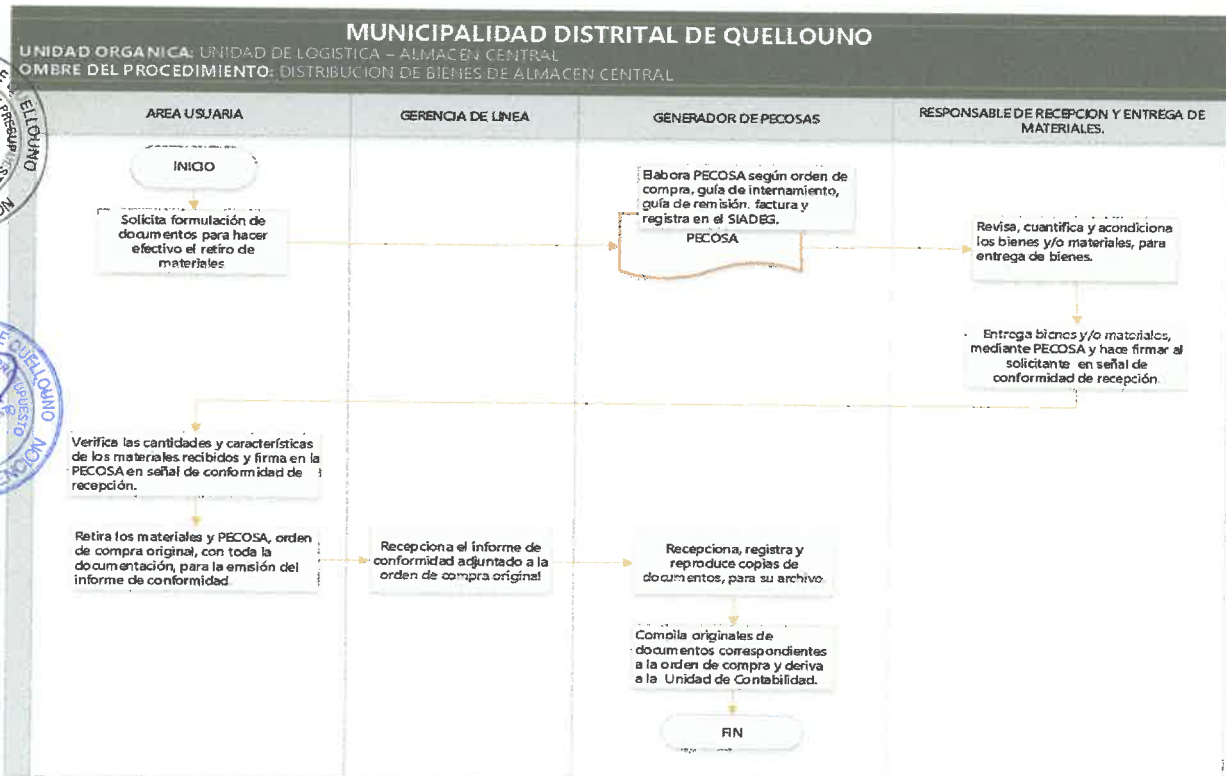 MUNICIPALIDAD DISTRITAL DE QUELLOUNO
UNIDAD ORGANICA: UNIDAD DE LOGISTICA – ALMACEN CENTRAL
OMBRE DEL PROCEDIMIENTO: DISTRIBUCION DE BIENES DE ALMACEN CENTRAL
AREA USUARIA
GERENCIA DE LINEA
GENERADOR DE PECOSAS
RESPONSABLE DE RECEPCION Y ENTREGA DE
MATERIALES.
INICIO
Solicita formulación de
documentos para hacer
efectivo el retiro de
materiales
Elabora PECOSA según orden de
compra, guía de internamiento,
guía de remisión, factura y
registra en el SIADEG.
PECOSA
Revisa, cuantifica y acondiciona
los bienes y/o materiales, para
entrega de bienes.
Entrega bienes y/o materiales,
mediante PECOSA y hace firmar al
solicitante en señal de
conformidad de recepción.
Verifica las cantidades y características
de los materiales recibidos y firma en la
PECOSA en señal de conformidad de
recepción.
Retira los materiales y PECOSA, orden
de compra original, con toda la
documentación, para la emisión del
informe de conformidad.
Recepciona el informe de
conformidad adjuntado a la
orden de compra original
Recepciona, registra y
reproduce copias de
documentos, para su archivo.
Compila originales de
documentos correspondientes
a la orden de compra y deriva
a la Unidad de Contabilidad.
FIN
QUELLOUNO